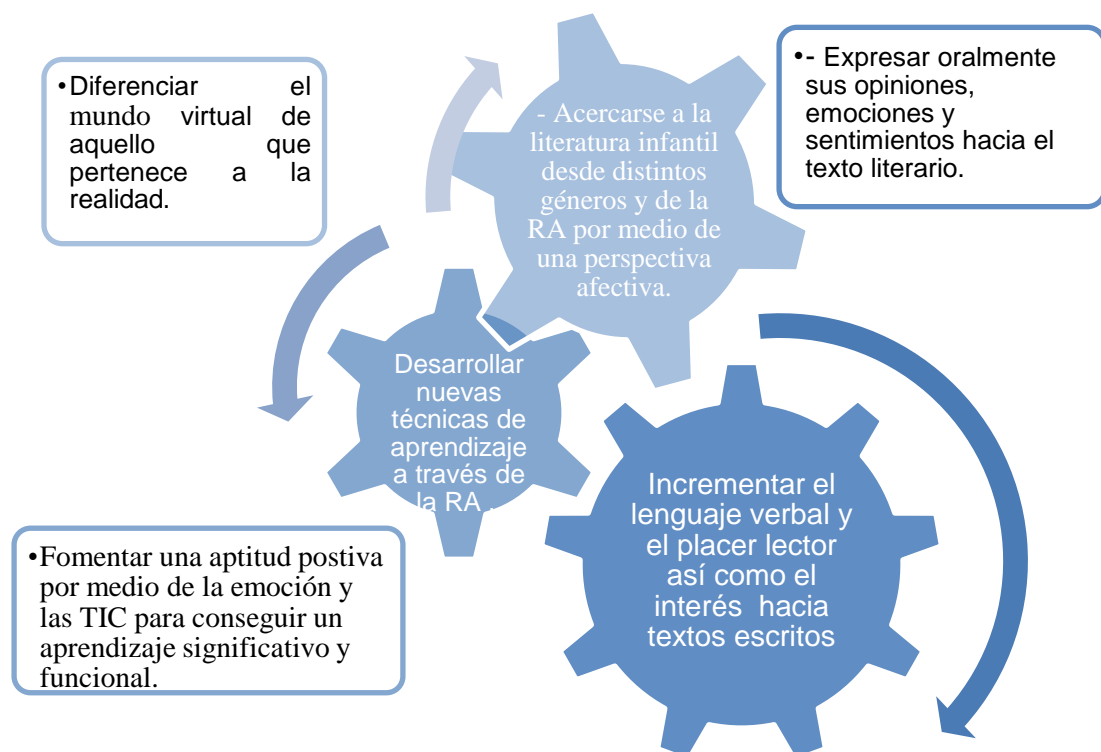 •Diferenciar el
mundo virtual de
aquello que
pertenece a la
realidad.
- Acercarse a la
literatura infantil
desde distintos
géneros y de la
RA por medio de
una perspectiva
afectiva.
•- Expresar oralmente
sus opiniones,
emociones y
sentimientos hacia el
texto literario.
Desarrollar
nuevas
técnicas de
aprendizaje
a través de
la RA .
Incrementar el
lenguaje verbal y
el placer lector
así como el
interés hacia
textos escritos
•Fomentar una aptitud postiva
por medio de la emoción y
las TIC para conseguir un
aprendizaje significativo y
funcional.